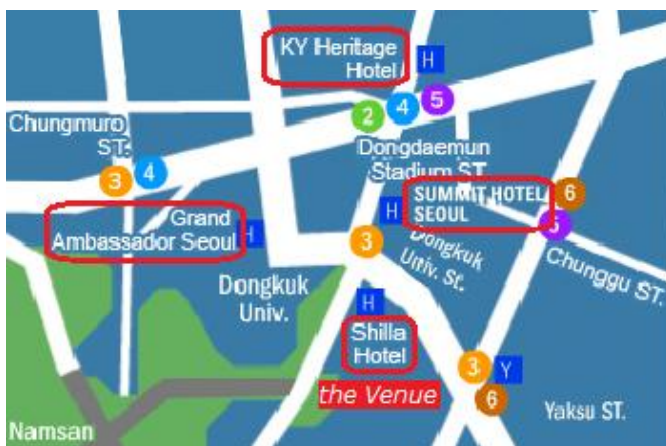 KY Heritage
Hotel
H
2
4
5
Chungmuro
ST.
3
4
Dongdaemun
Stadium ST.
SUMMIT HOTEL
SEOUL
6
5
Grand
Ambassador Seoul
H
H
3
Dongkuk
Univ. St.
Chunggu ST.
Dongkuk
Univ.
H
Shilla
Hotel
the Venue
3
Y
6
Yaksu ST.
Namsan